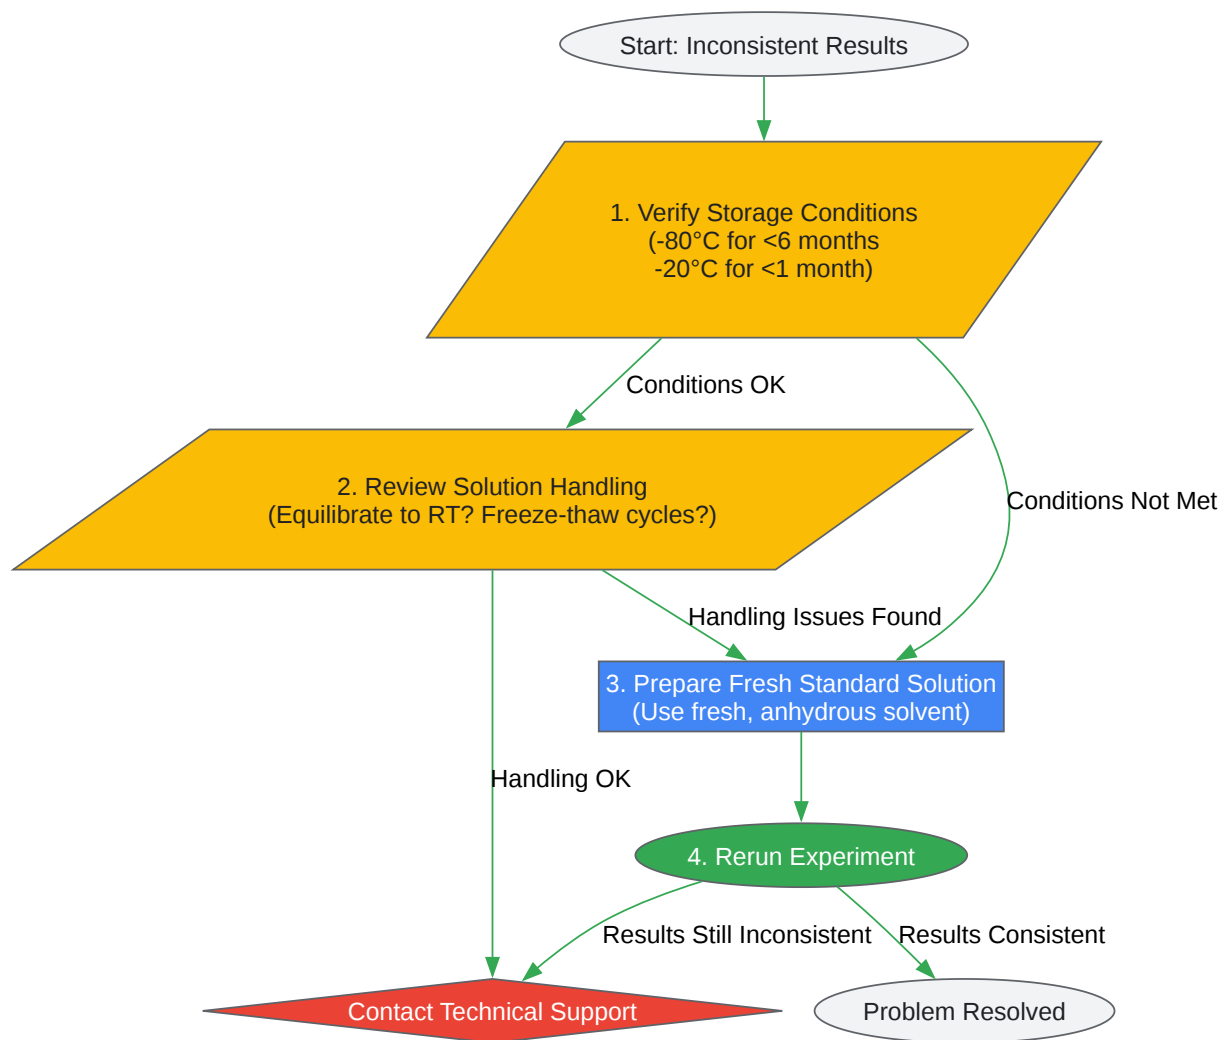 Start: Inconsistent Results
1. Verify Storage Conditions
(-80°C for <6 months
-20°C for <1 month)
Conditions OK
2. Review Solution Handling
(Equilibrate to RT? Freeze-thaw cycles?)
Conditions Not Met
Handling Issues Found
3. Prepare Fresh Standard Solution
(Use fresh, anhydrous solvent)
Handling OK
4. Rerun Experiment
Results Still Inconsistent
Results Consistent
Contact Technical Support
Problem Resolved